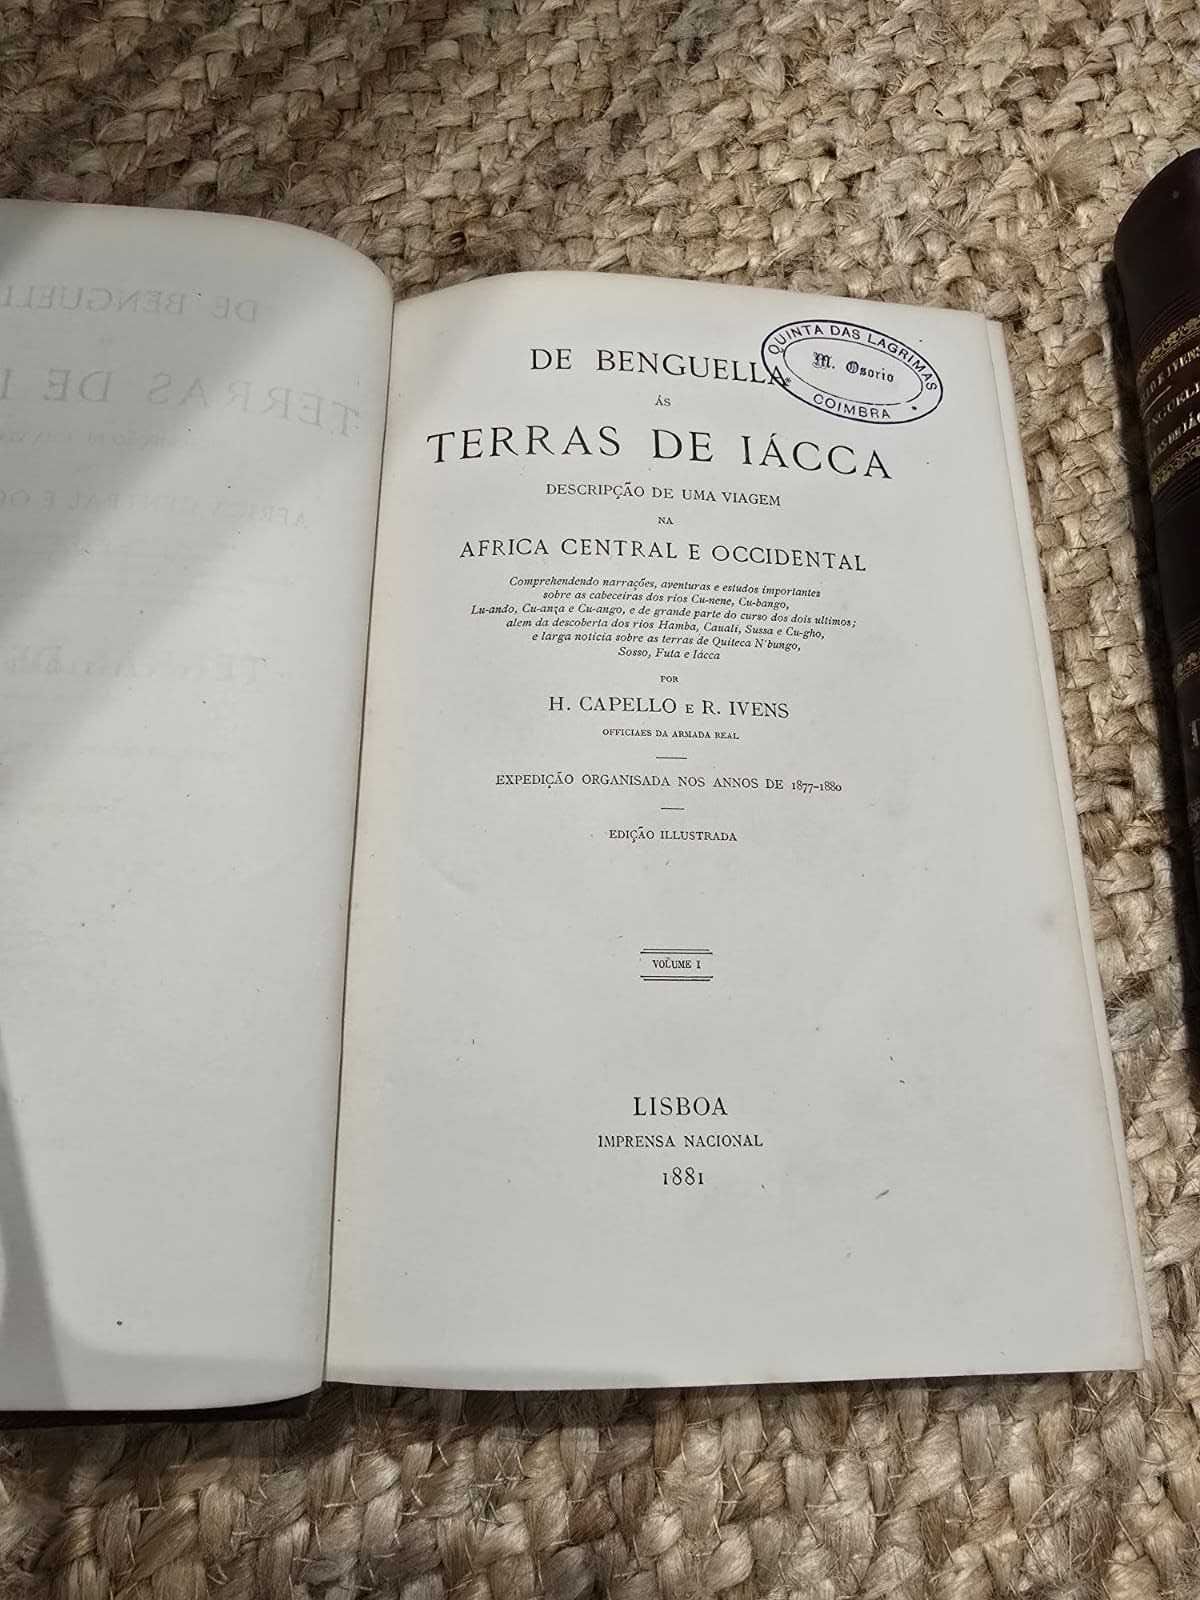 DE BENGUELLA
ÁS
TERRAS DE IÁCCA
DESCRIPÇÃO DE UMA VIAGEM
NA
AFRICA CENTRAL E OCCIDENTAL
Comprehendendo narrações, aventuras e estudos importantes
sobre as cabeceiras dos rios Cu-nene, Cu-bango,
Lu-ando, Cu-anza e Cu-ango, e de grande parte do curso dos dois ultimos;
alem da descoberta dos rios Hamba, Cauali, Sussa e Cu-gho,
e larga noticia sobre as terras de Quiteca N'bungo,
Sosso, Futa e Iácca
POR
H. CAPELLO E R. IVENS
OFFICIAES DA ARMADA REAL
EXPEDIÇÃO ORGANISADA NOS ANNOS DE 1877-1880
EDIÇÃO ILLUSTRADA
VOLUME I
LISBOA
IMPRENSA NACIONAL
1881
QUINTA DAS LAGRIMAS
M. Osorio
COIMBRA